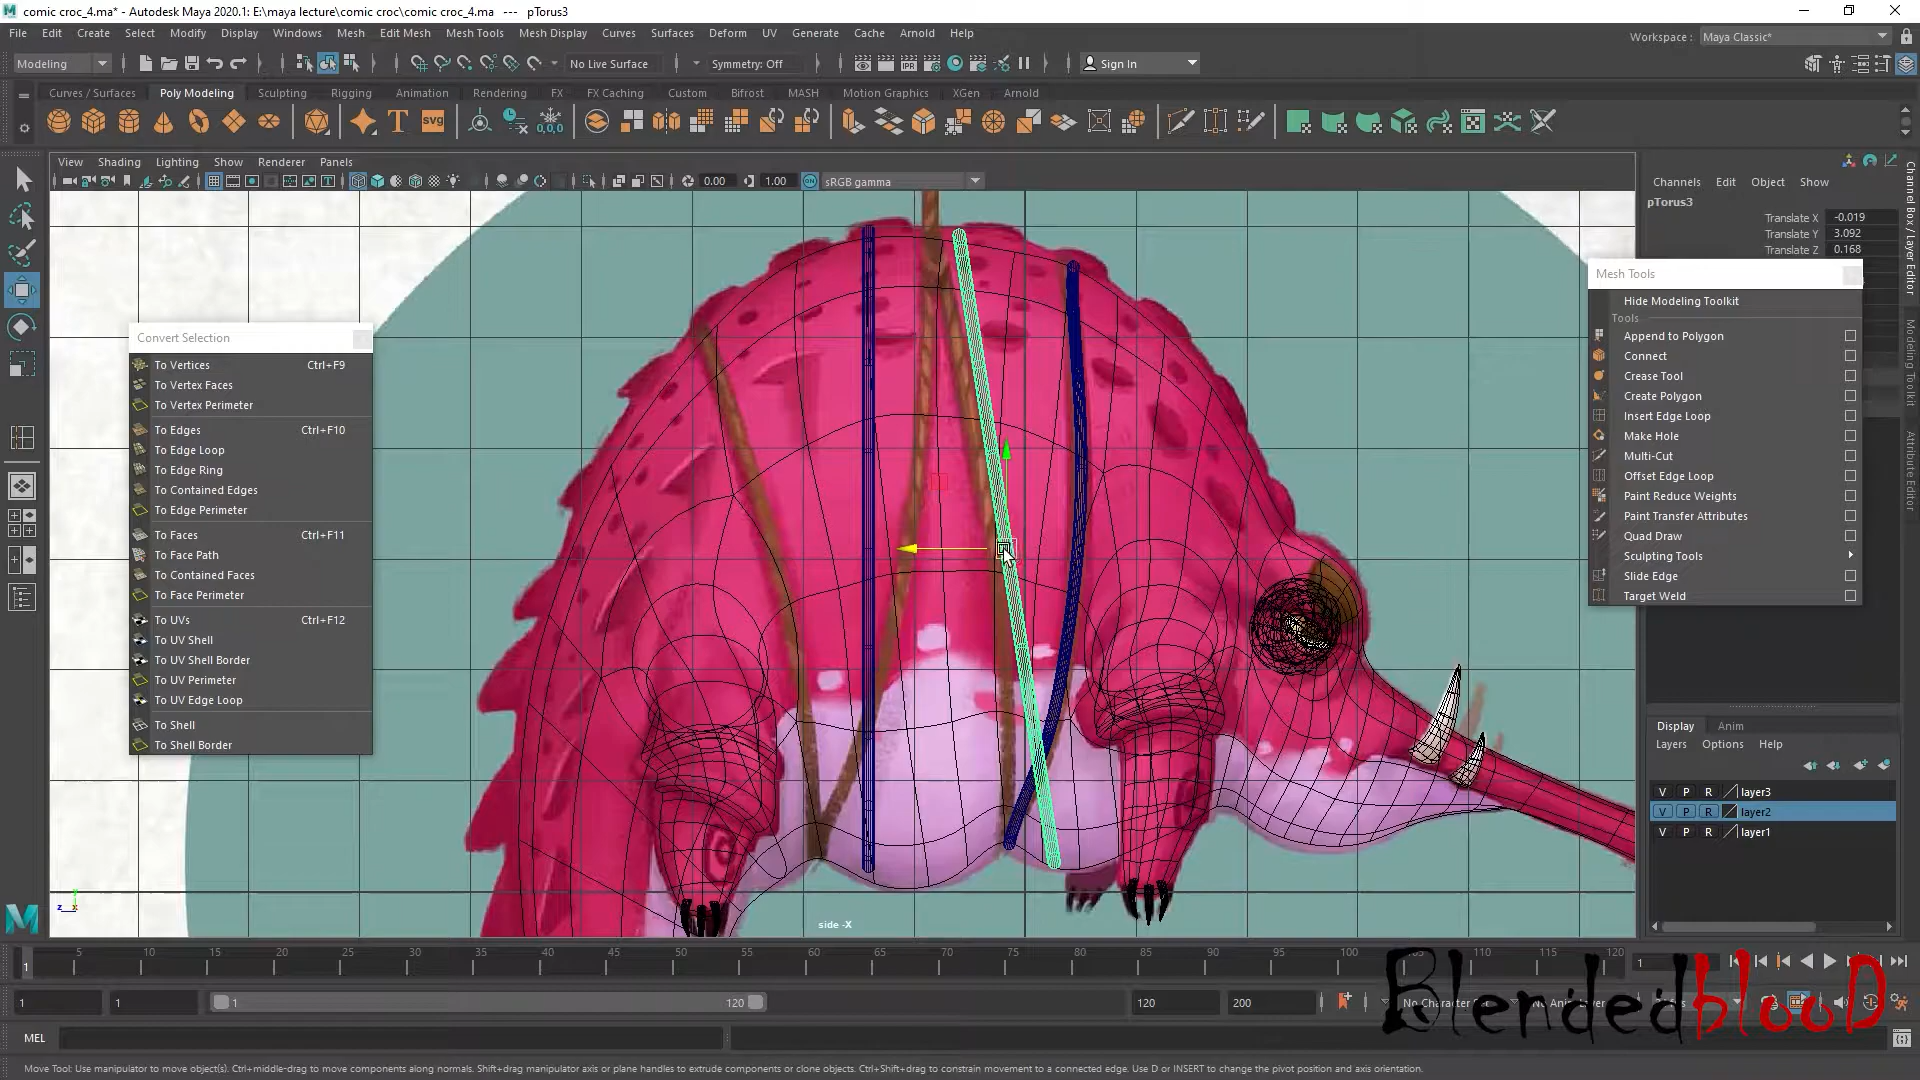 comic croc_4.ma* - Autodesk Maya 2020.1: E:\maya lecture\comic croc\comic croc_4.ma   ---   pTorus3
File Edit Create Select Modify Display Windows Mesh Edit Mesh Mesh Tools Mesh Display Curves Surfaces Deform UV Generate Cache Arnold Help
Workspace : Maya Classic*
Modeling No Live Surface Symmetry: Off Sign In
Curves / Surfaces Poly Modeling Sculpting Rigging Animation Rendering FX FX Caching Custom Bifrost MASH Motion Graphics XGen Arnold
View Shading Lighting Show Renderer Panels
0.00 1.00 sRGB gamma
Channels Edit Object Show
pTorus3
Translate X -0.019
Translate Y 3.092
Translate Z 0.168
Channel Box / Layer Editor
Modeling Toolkit
Attribute Editor
Mesh Tools
Hide Modeling Toolkit
Tools
Append to Polygon
Connect
Crease Tool
Create Polygon
Insert Edge Loop
Make Hole
Multi-Cut
Offset Edge Loop
Paint Reduce Weights
Paint Transfer Attributes
Quad Draw
Sculpting Tools
Slide Edge
Target Weld
Convert Selection
To Vertices Ctrl+F9
To Vertex Faces
To Vertex Perimeter
To Edges Ctrl+F10
To Edge Loop
To Edge Ring
To Contained Edges
To Edge Perimeter
To Faces Ctrl+F11
To Face Path
To Contained Faces
To Face Perimeter
To UVs Ctrl+F12
To UV Shell
To UV Shell Border
To UV Perimeter
To UV Edge Loop
To Shell
To Shell Border
Display Anim
Layers Options Help
V P R layer3
V P R layer2
V P R layer1
side -X
5 10 15 20 25 30 35 40 45 50 55 60 65 70 75 80 85 90 95 100 110 115 120
1 1
1 1 1 120 120 200 No Character Set
BlendedblooD
MEL
Move Tool: Use manipulator to move object(s). Ctrl+middle-drag to move components along normals. Shift+drag manipulator axis or plane handles to extrude components or clone objects. Ctrl+Shift+drag to constrain movement to a connected edge. Use D or INSERT to change the pivot position and axis orientation.